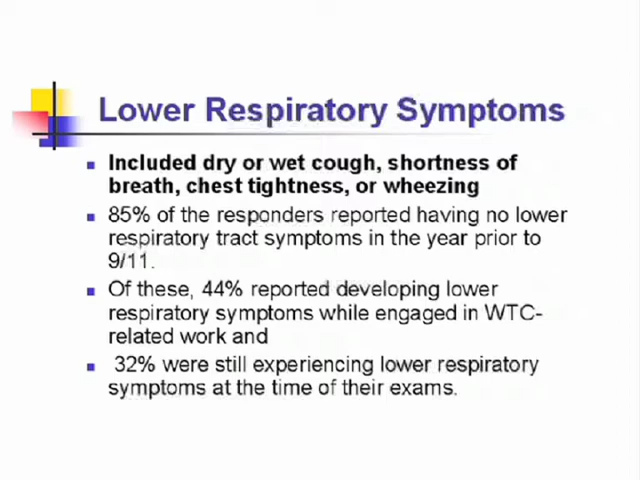 Lower Respiratory Symptoms
Included dry or wet cough, shortness of
breath, chest tightness, or wheezing
85% of the responders reported having no lower
respiratory tract symptoms in the year prior to
9/11.
Of these, 44% reported developing lower
respiratory symptoms while engaged in WTC-
related work and
32% were still experiencing lower respiratory
symptoms at the time of their exams.